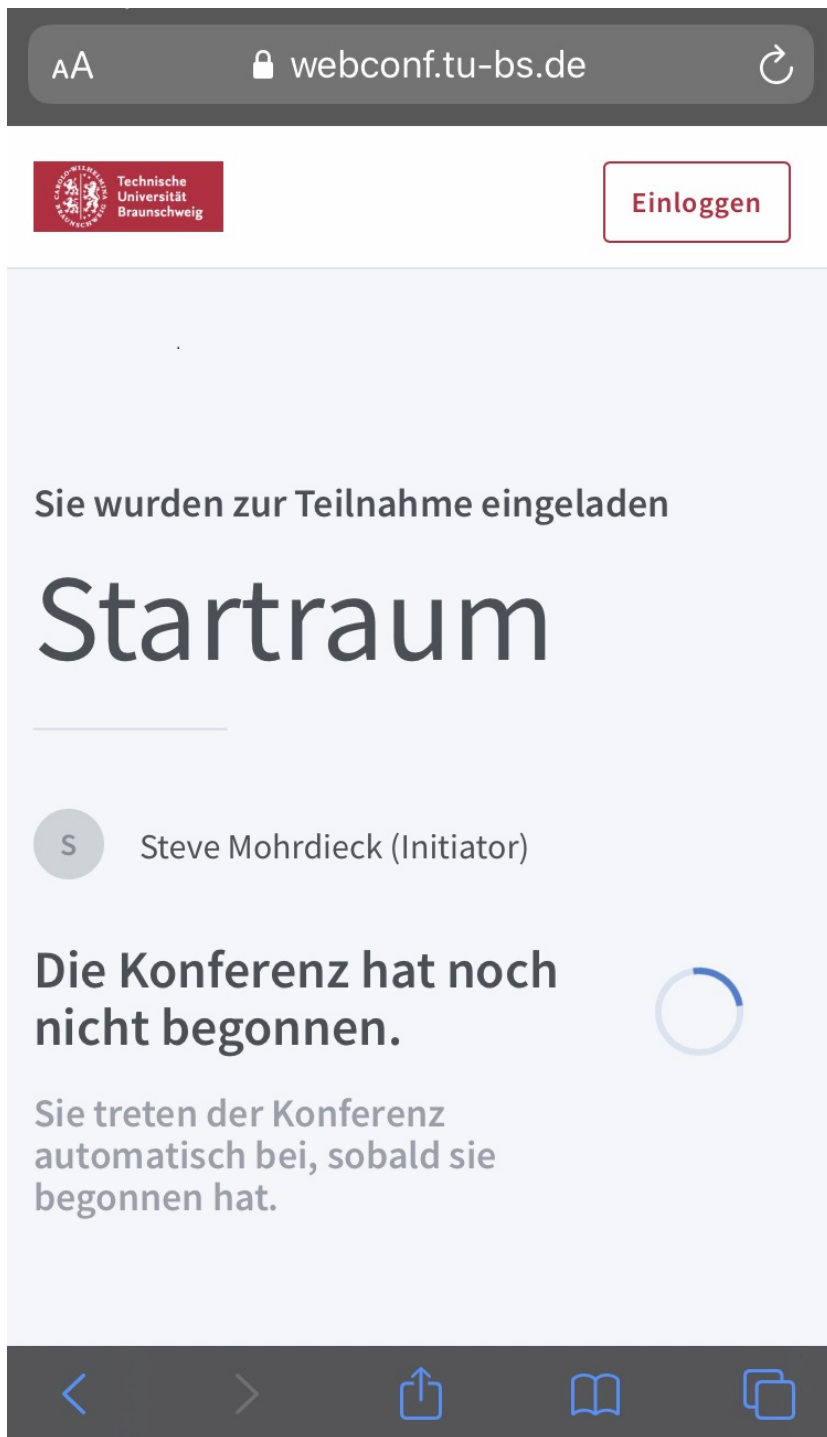 AA webconf.tu-bs.de
Technische
Universität
Braunschweig
Einloggen
Sie wurden zur Teilnahme eingeladen
Startraum
S Steve Mohrdieck (Initiator)
Die Konferenz hat noch
nicht begonnen.
Sie treten der Konferenz
automatisch bei, sobald sie
begonnen hat.